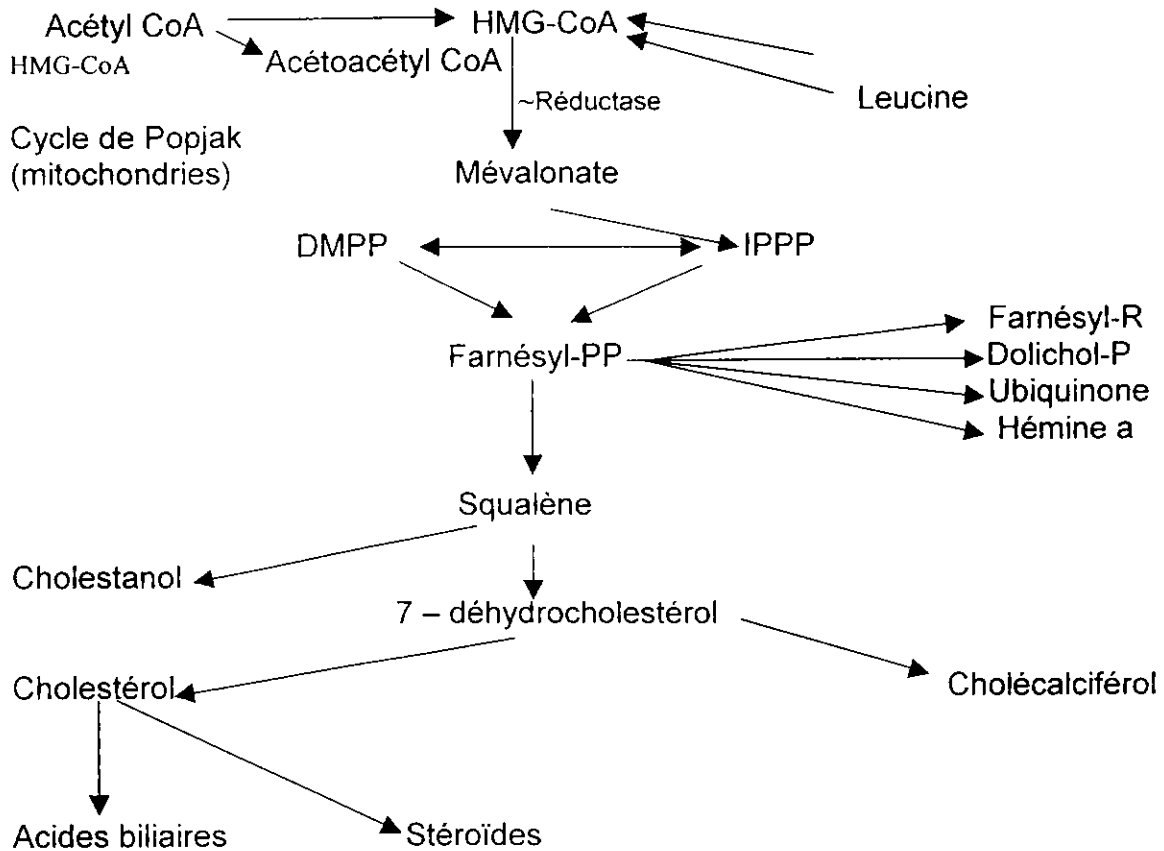 Acétyl CoA
HMG-CoA
HMG-CoA
Acétoacétyl CoA
~Réductase
Leucine
Cycle de Popjak
(mitochondries)
Mévalonate
DMPP
IPPP
Farnésyl-PP
Farnésyl-R
Dolichol-P
Ubiquinone
Hémine a
Squalène
Cholestanol
7 – déhydrocholestérol
Cholestérol
Cholécalciférol
Acides biliaires
Stéroïdes